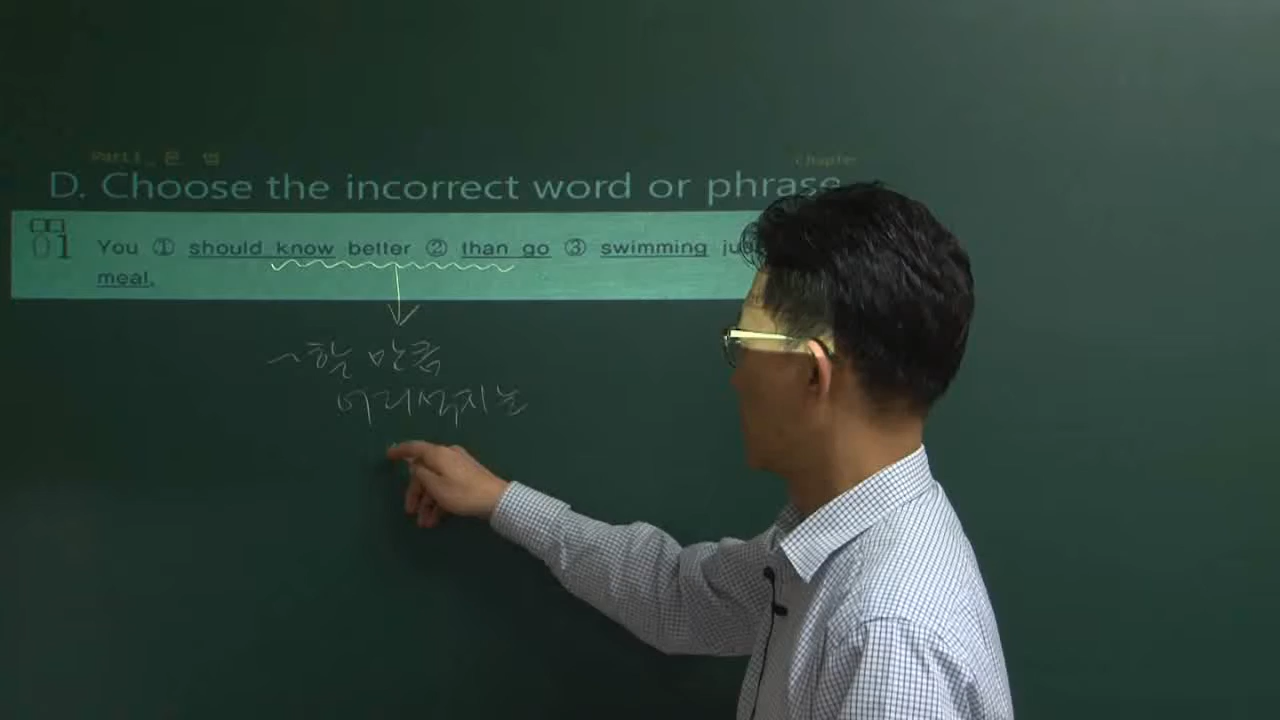 Part1_ 문 법
Chapter
D. Choose the incorrect word or phrase
01 You ① should know better ② than go ③ swimming
meal.
~할 만큼
어리석지는